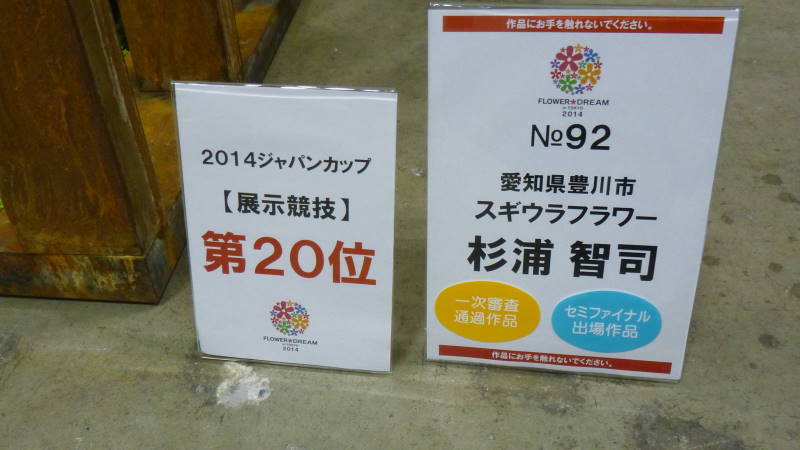 2014ジャパンカップ
【展示競技】
第20位
FLOWER★DREAM
in TOKYO
2014
作品にお手を触れないでください。
FLOWER★DREAM
in TOKYO
2014
№92
愛知県豊川市
スギウラフラワー
杉浦 智司
一次審査
通過作品
セミファイナル
出場作品
作品にお手を触れないでください。